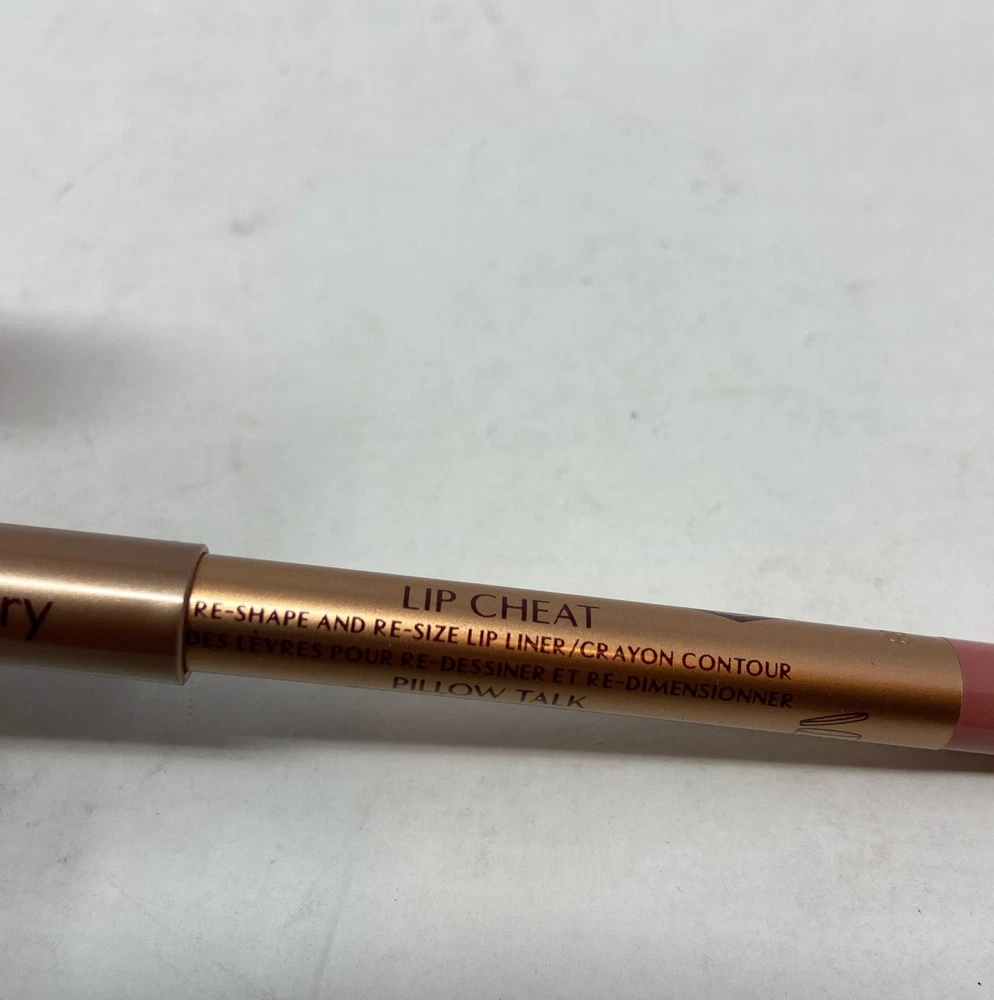 ry
LIP CHEAT
RE-SHAPE AND RE-SIZE LIP LINER/CRAYON CONTOUR
DES LÈVRES POUR RE-DESSINER ET RE-DIMENSIONNER
PILLOW TALK